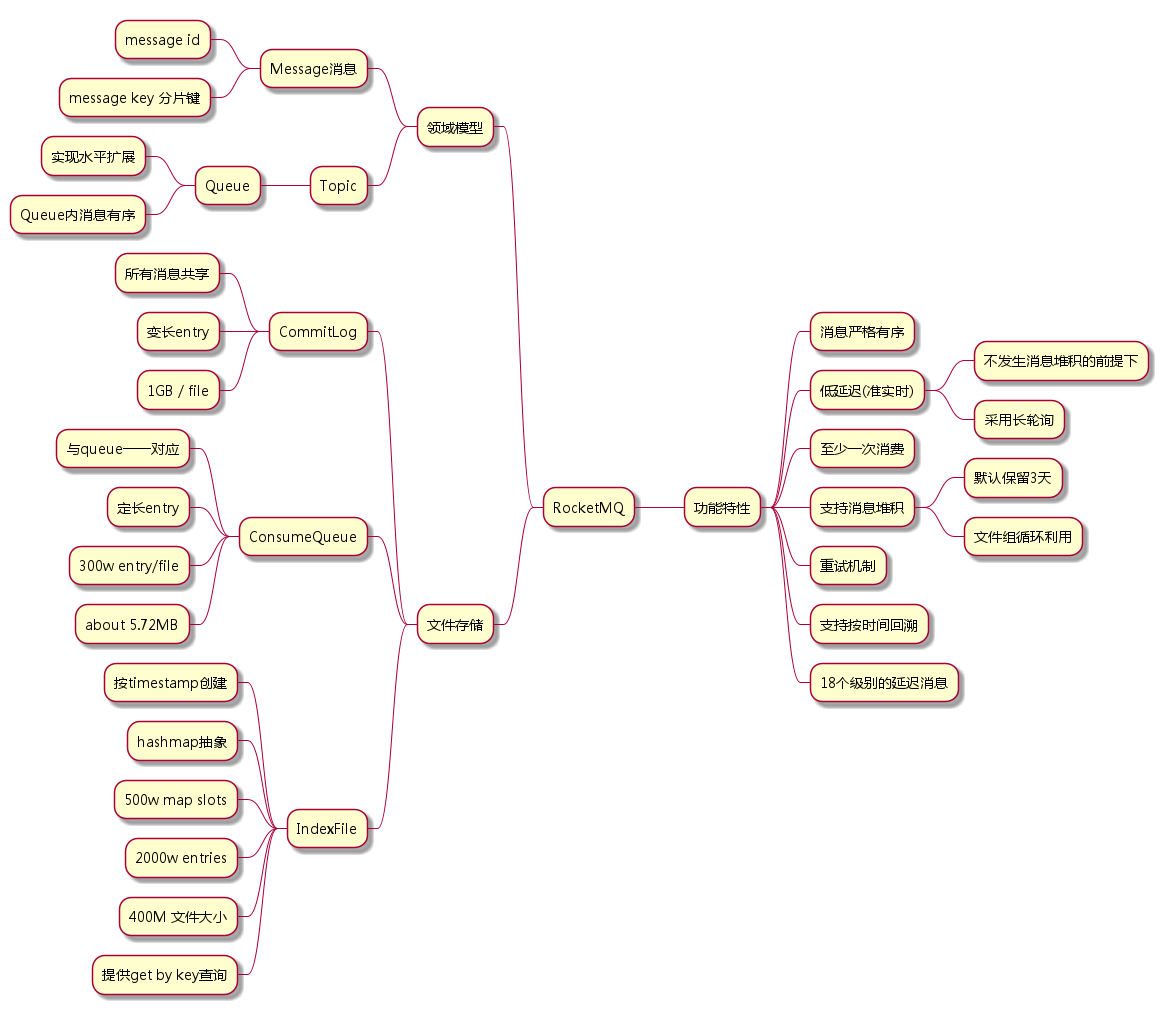 message id
message key 分片键
Message消息
实现水平扩展
Queue内消息有序
Queue
Topic
领域模型
所有消息共享
变长entry
1GB / file
CommitLog
与queue一一对应
定长entry
300w entry/file
about 5.72MB
ConsumeQueue
按timestamp创建
hashmap抽象
500w map slots
2000w entries
400M 文件大小
提供get by key查询
IndexFile
文件存储
RocketMQ
功能特性
消息严格有序
低延迟(准实时)
不发生消息堆积的前提下
采用长轮询
至少一次消费
支持消息堆积
默认保留3天
文件组循环利用
重试机制
支持按时间回溯
18个级别的延迟消息